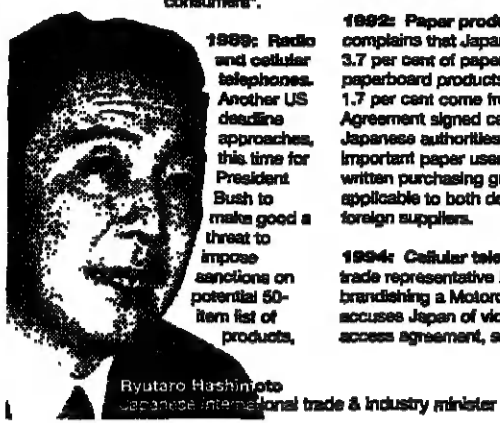 consumers".
1989: Radio
and cellular
telephones.
Another US
deadline
approaches,
this time for
President
Bush to
make good a
threat to
impose
sanctions on
potential 50-
item list of
products,
1992: Paper prod
complains that Japan
3.7 per cent of paper
paperboard products
1.7 per cent come fr
Agreement signed ca
Japanese authorities
important paper user
written purchasing g
applicable to both d
foreign suppliers.
1994: Cellular tele
trade representative
brandishing a Motor
accuses Japan of vio
access agreement, s
Ryutaro Hashimoto
Japanese international trade & industry minister